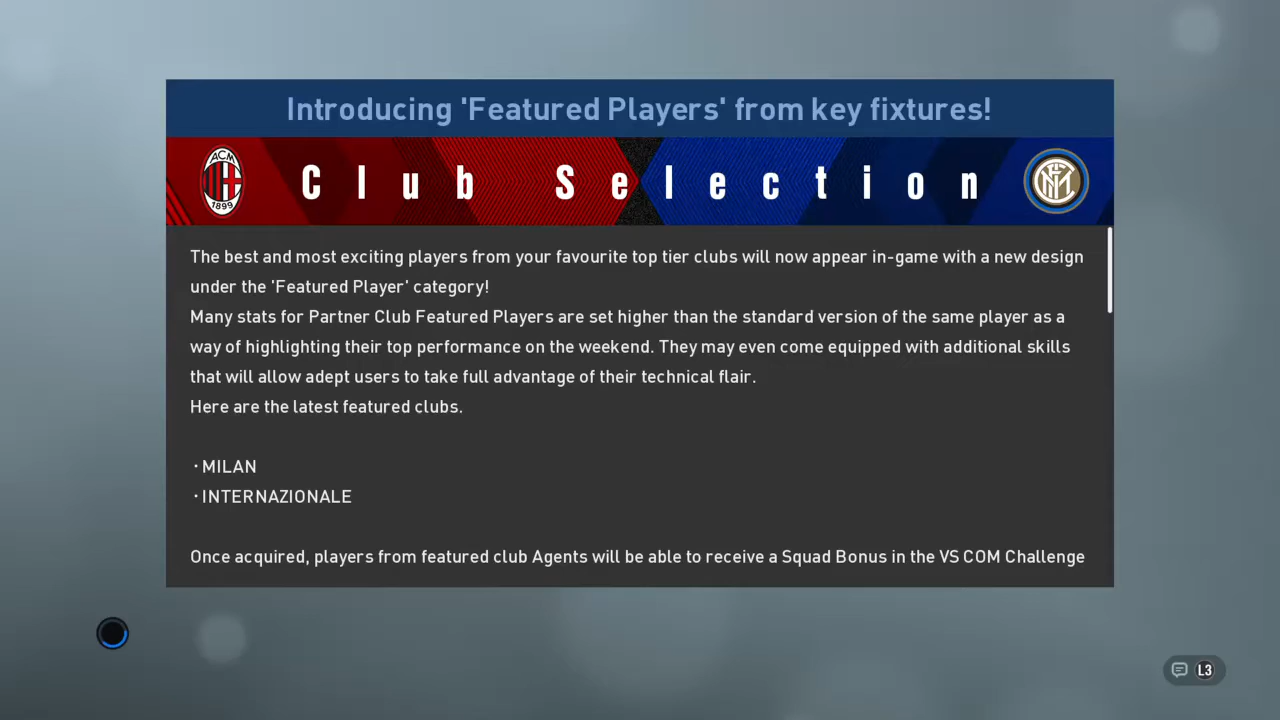 Introducing 'Featured Players' from key fixtures!
ACM
1899
Club Selection
The best and most exciting players from your favourite top tier clubs will now appear in-game with a new design
under the 'Featured Player' category!
Many stats for Partner Club Featured Players are set higher than the standard version of the same player as a
way of highlighting their top performance on the weekend. They may even come equipped with additional skills
that will allow adept users to take full advantage of their technical flair.
Here are the latest featured clubs.
・MILAN
・INTERNAZIONALE
Once acquired, players from featured club Agents will be able to receive a Squad Bonus in the VS COM Challenge
L3